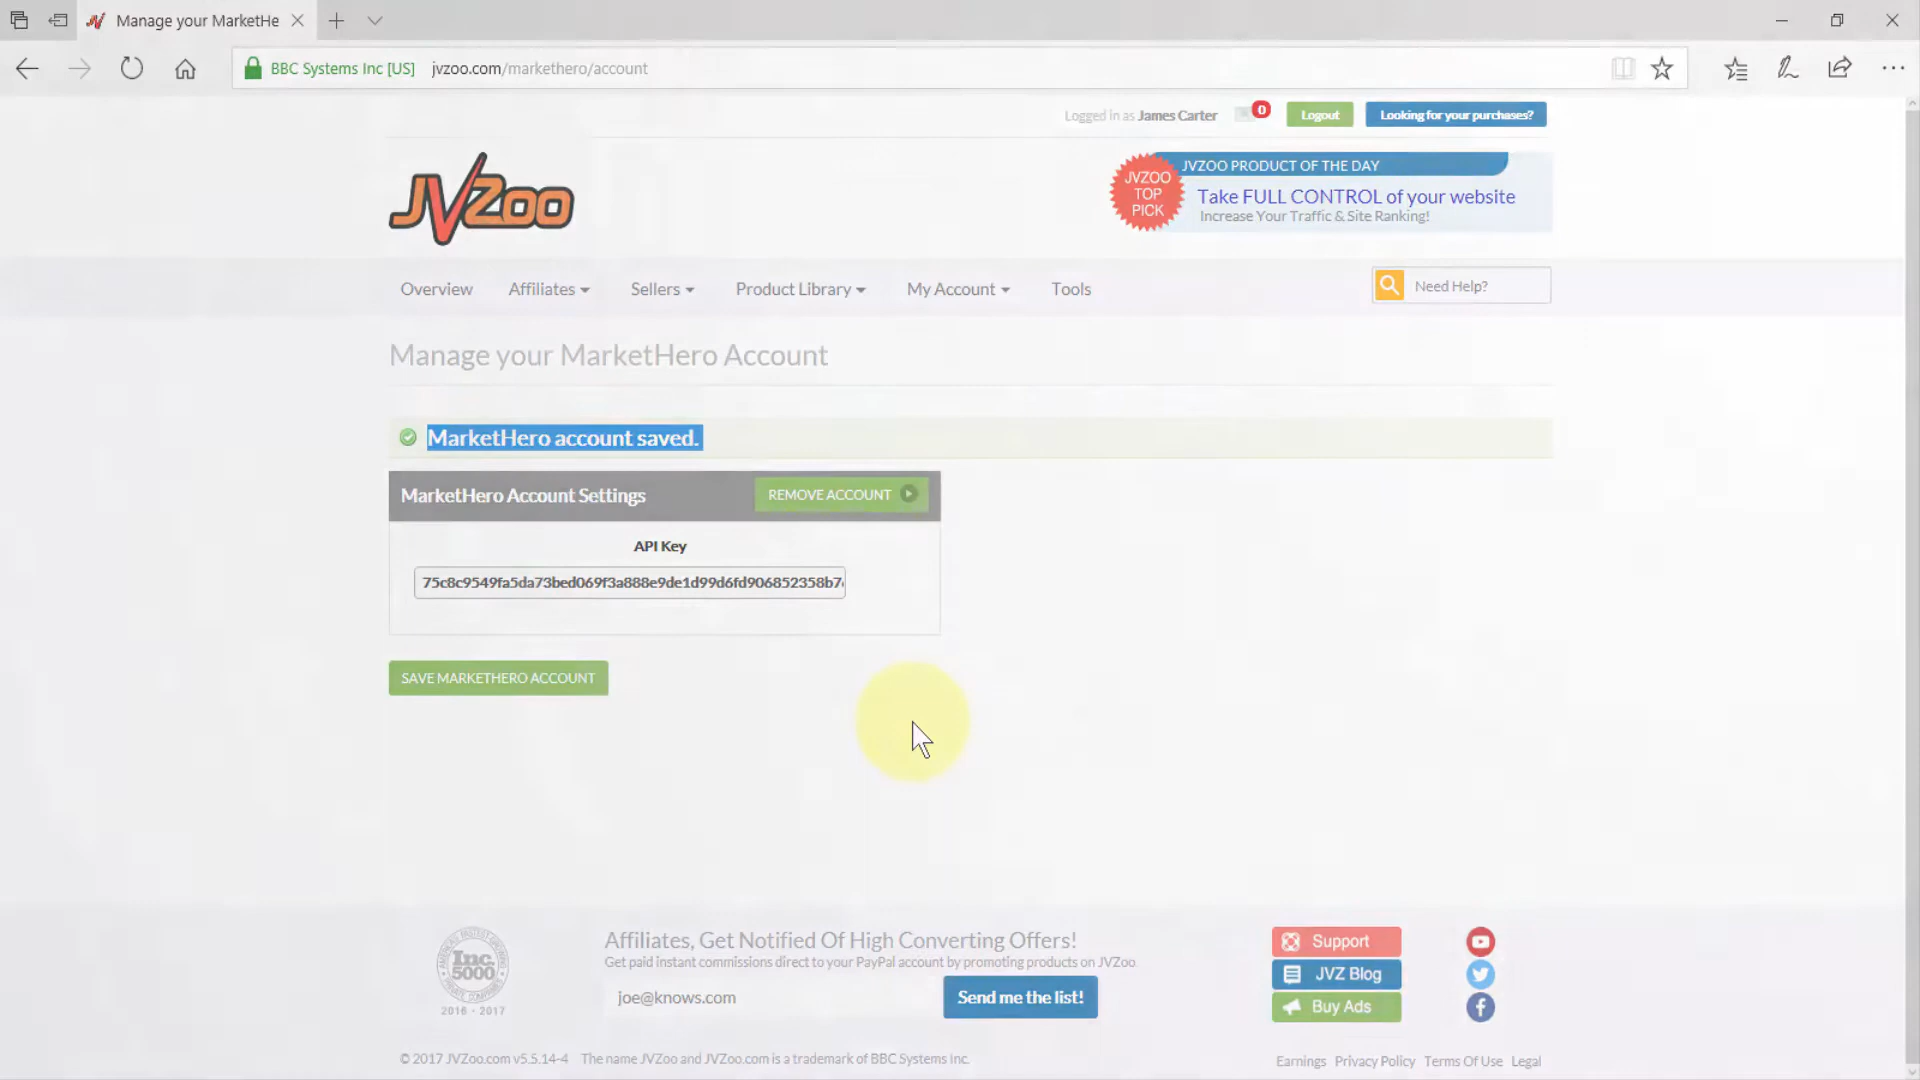 Manage your MarketHe
BBC Systems Inc [US] jvzoo.com/markethero/account
Logged in as James Carter 0 Logout Looking for your purchases?
JVZoo
JVZOO TOP PICK
JVZOO PRODUCT OF THE DAY
Take FULL CONTROL of your website
Increase Your Traffic & Site Ranking!
Overview Affiliates Sellers Product Library My Account Tools Need Help?
Manage your MarketHero Account
MarketHero account saved.
MarketHero Account Settings REMOVE ACCOUNT
API Key
75c8c9549fa5da73bed069f3a888e9de1d99d6fd906852358b7
SAVE MARKETHERO ACCOUNT
AMERICA'S FASTEST GROWING PRIVATE COMPANIES
Inc. 5000
2016 - 2017
Affiliates, Get Notified Of High Converting Offers!
Get paid instant commissions direct to your PayPal account by promoting products on JVZoo
joe@knows.com Send me the list!
Support
JVZ Blog
Buy Ads
© 2017 JVZoo.com v5.5.14-4 The name JVZoo and JVZoo.com is a trademark of BBC Systems Inc.
Earnings Privacy Policy Terms Of Use Legal